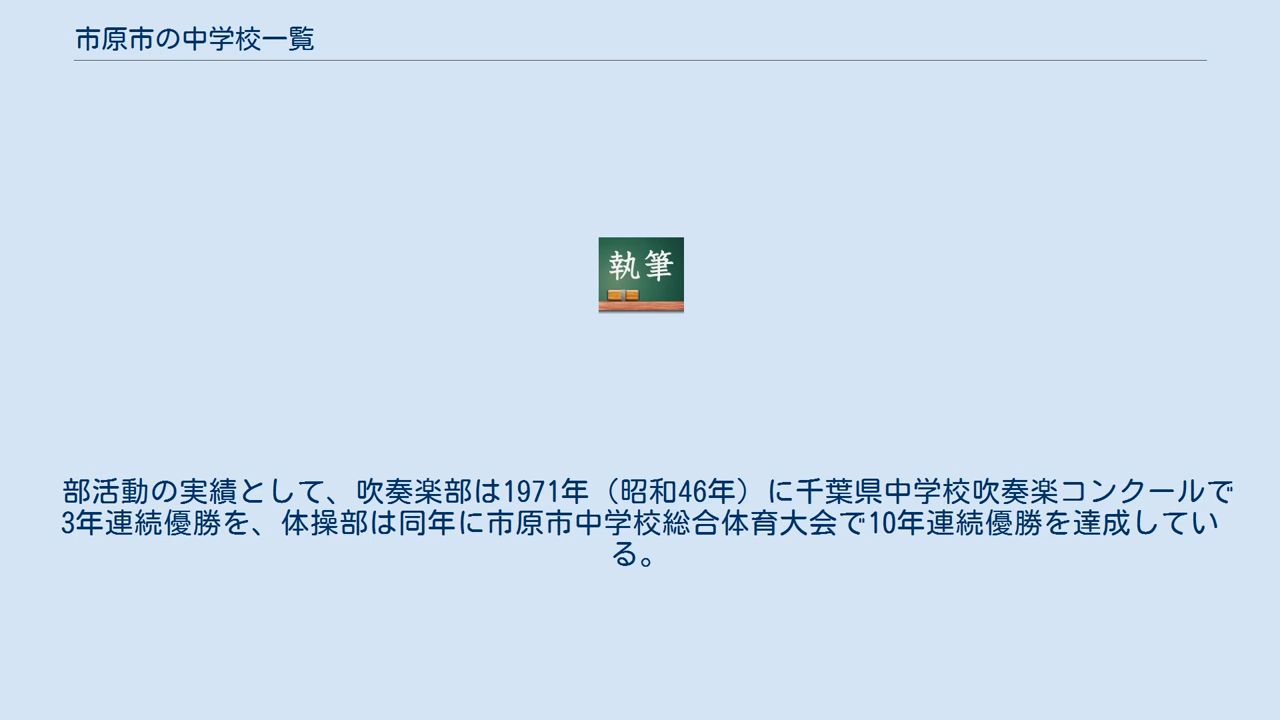 市原市の中学校一覧
執筆
部活動の実績として、吹奏楽部は1971年（昭和46年）に千葉県中学校吹奏楽コンクールで
3年連続優勝を、体操部は同年に市原市中学校総合体育大会で10年連続優勝を達成してい
る。